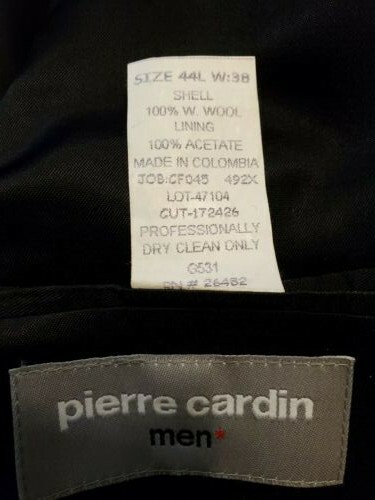 SIZE 44L W:38
SHELL
100% W. WOOL
LINING
100% ACETATE
MADE IN COLOMBIA
JOB:CF045 492X
LOT-47104
CUT-172426
PROFESSIONALLY
DRY CLEAN ONLY
G531
RN# 26482
pierre cardin
men*